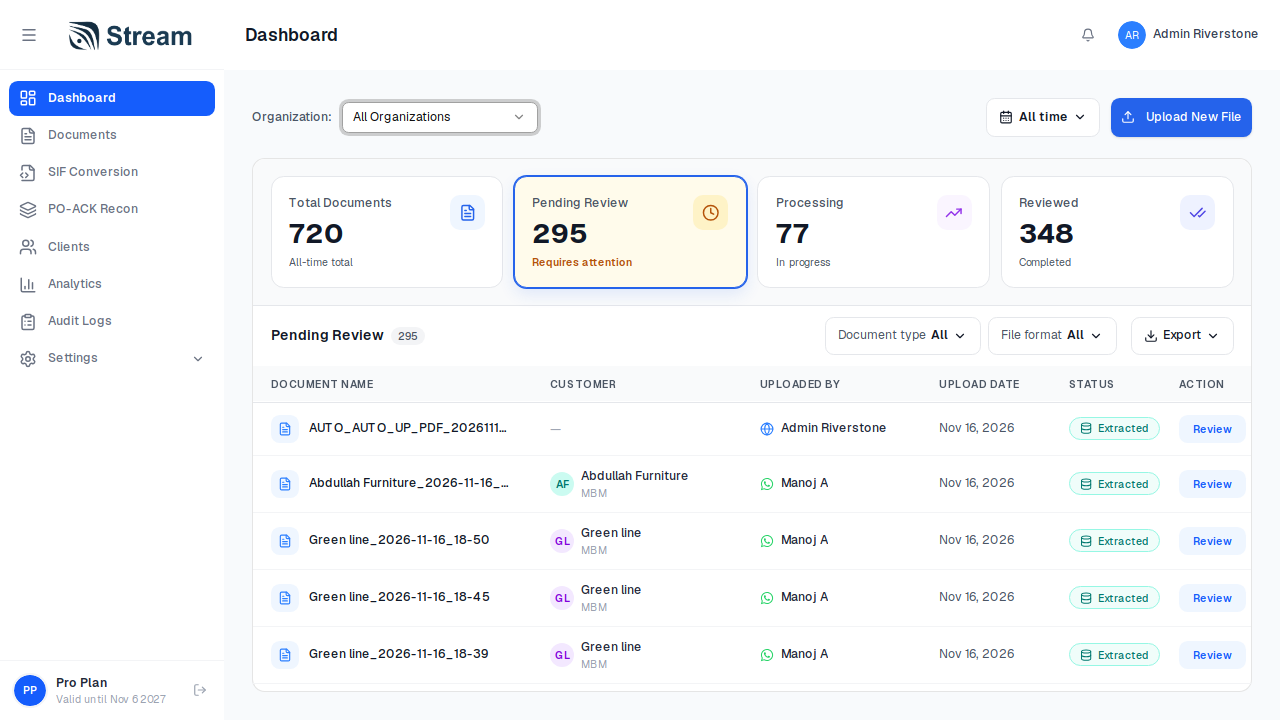 Stream
Dashboard
AR
Admin Riverstone
Dashboard
Documents
SIF Conversion
PO-ACK Recon
Clients
Analytics
Audit Logs
Settings
PP
Pro Plan
Valid until Nov 6 2027
Organization:
All Organizations
All time
Upload New File
Total Documents
720
All-time total
Pending Review
295
Requires attention
Processing
77
In progress
Reviewed
348
Completed
Pending Review 295
Document type All
File format All
Export
DOCUMENT NAME CUSTOMER UPLOADED BY UPLOAD DATE STATUS ACTION
AUTO_AUTO_UP_PDF_2026111... — Admin Riverstone Nov 16, 2026 Extracted Review
Abdullah Furniture_2026-11-16_... AF Abdullah Furniture Manoj A Nov 16, 2026 Extracted Review
MBM
Green line_2026-11-16_18-50 GL Green line Manoj A Nov 16, 2026 Extracted Review
MBM
Green line_2026-11-16_18-45 GL Green line Manoj A Nov 16, 2026 Extracted Review
MBM
Green line_2026-11-16_18-39 GL Green line Manoj A Nov 16, 2026 Extracted Review
MBM